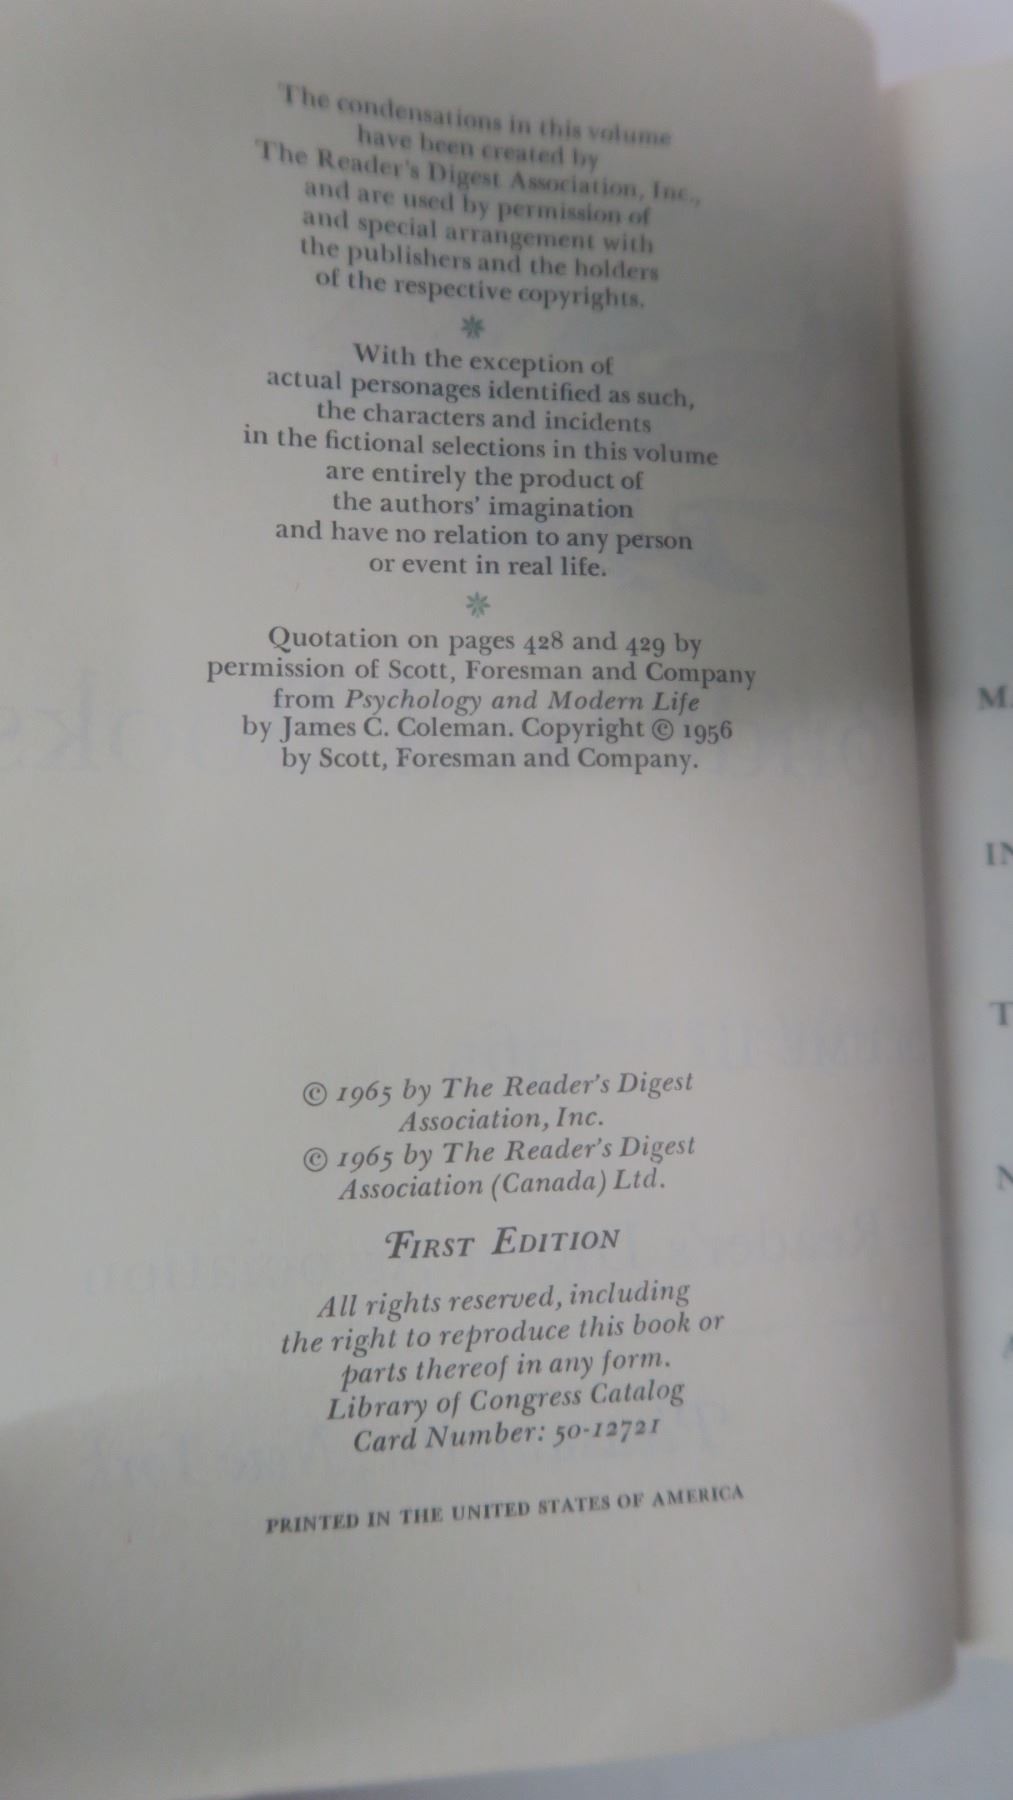 The condensations in this volume
have been created by
The Reader's Digest Association, Inc.,
and are used by permission of
and special arrangement with
the publishers and the holders
of the respective copyrights.
With the exception of
actual personages identified as such,
the characters and incidents
in the fictional selections in this volume
are entirely the product of
the authors' imagination
and have no relation to any person
or event in real life.
Quotation on pages 428 and 429 by
permission of Scott, Foresman and Company
from Psychology and Modern Life
by James C. Coleman. Copyright © 1956
by Scott, Foresman and Company.
© 1965 by The Reader's Digest
Association, Inc.
© 1965 by The Reader's Digest
Association (Canada) Ltd.
First Edition
All rights reserved, including
the right to reproduce this book or
parts thereof in any form.
Library of Congress Catalog
Card Number: 50-12721
PRINTED IN THE UNITED STATES OF AMERICA